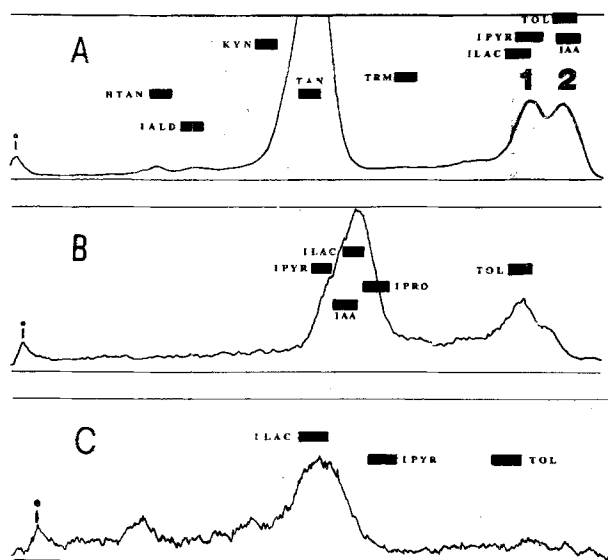 A
TOL
KYN
IPYR
ILAC
IAA
HTAN
TAN
TRM
1 2
IALD
B
ILAC
IPYR
TOL
IPRO
IAA
C
ILAC
IPYR
TOL